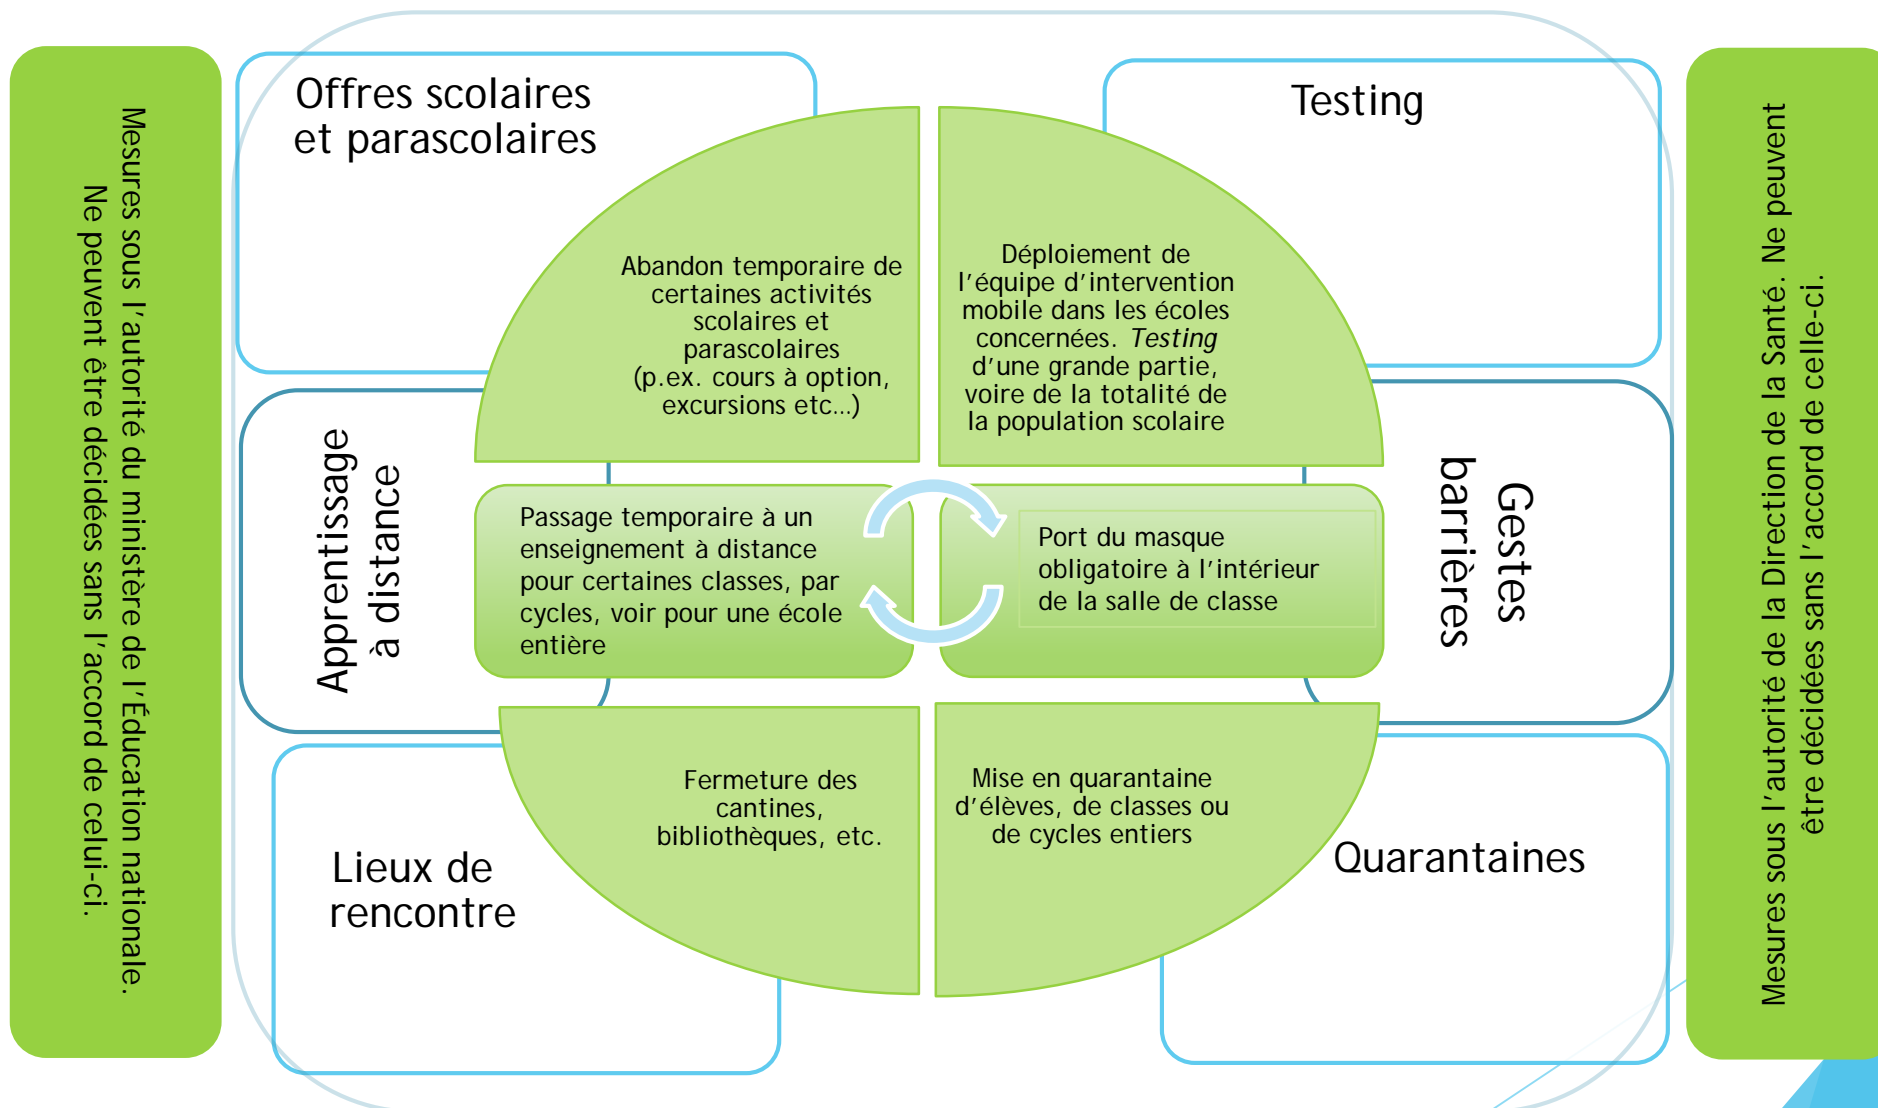 Mesures sous l'autorité du ministère de l'Éducation nationale.
Ne peuvent être décidées sans l'accord de celui-ci.
Offres scolaires
et parascolaires
Abandon temporaire de
certaines activités
scolaires et
parascolaires
(p.ex. cours à option,
excursions etc…)
Testing
Déploiement de
l'équipe d'intervention
mobile dans les écoles
concernées. Testing
d'une grande partie,
voire de la totalité de
la population scolaire
Apprentissage
à distance
Passage temporaire à un
enseignement à distance
pour certaines classes, par
cycles, voir pour une école
entière
Port du masque
obligatoire à l'intérieur
de la salle de classe
Gestes
barrières
Lieux de
rencontre
Fermeture des
cantines,
bibliothèques, etc.
Mise en quarantaine
d'élèves, de classes ou
de cycles entiers
Quarantaines
Mesures sous l'autorité de la Direction de la Santé. Ne peuvent
être décidées sans l'accord de celle-ci.